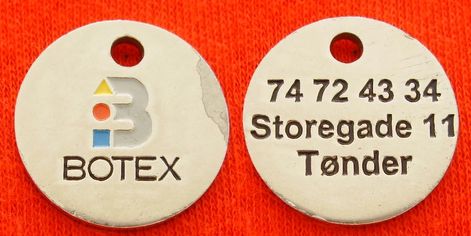 BOTEX
74 72 43 34
Storegade 11
Tønder